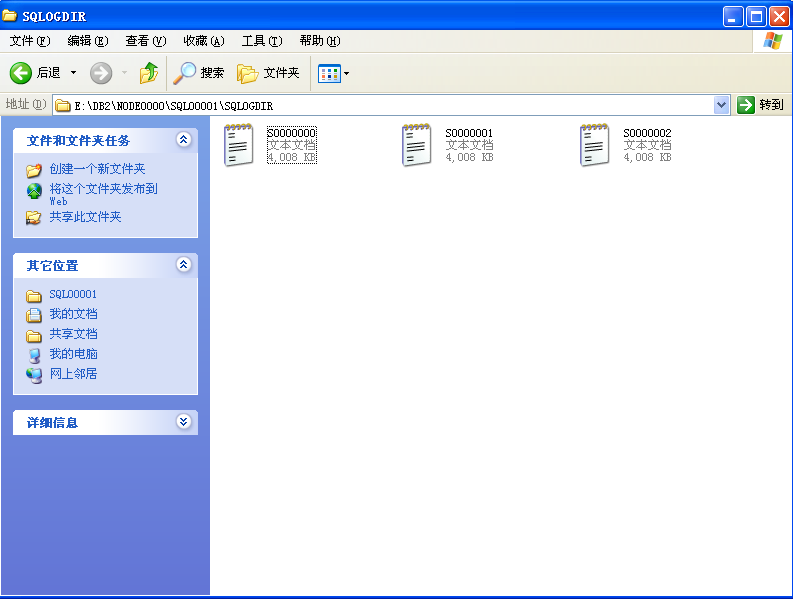 SQLOGDIR
文件(F) 编辑(E) 查看(V) 收藏(A) 工具(T) 帮助(H)
后退 搜索 文件夹
地址(D) E:\DB2\NODE0000\SQL00001\SQLOGDIR 转到
文件和文件夹任务
创建一个新文件夹
将这个文件夹发布到
Web
共享此文件夹
其它位置
SQL00001
我的文档
共享文档
我的电脑
网上邻居
详细信息
S0000000
文本文档
4,008 KB
S0000001
文本文档
4,008 KB
S0000002
文本文档
4,008 KB